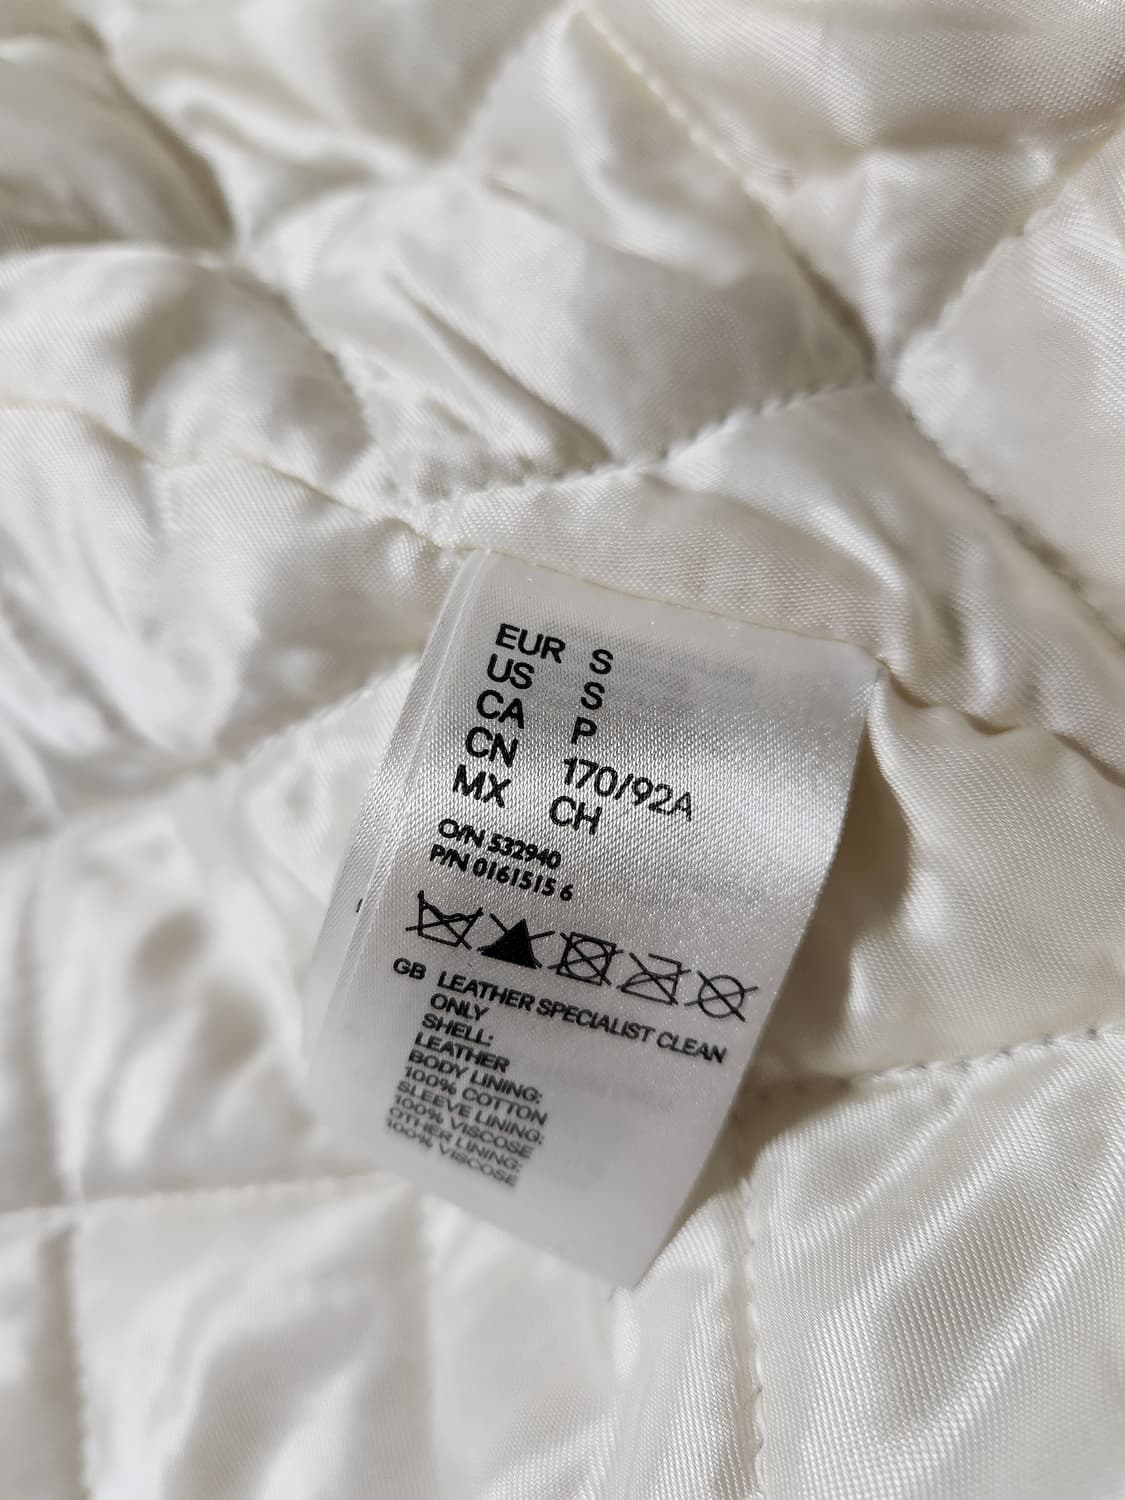 EUR S
US S
CA P
CN 170/92A
MX CH
O/N 532940
P/N 0161515 6
GB LEATHER SPECIALIST CLEAN
ONLY
SHELL:
LEATHER
BODY LINING:
100% COTTON
SLEEVE LINING:
100% VISCOSE
OTHER LINING:
100% VISCOSE